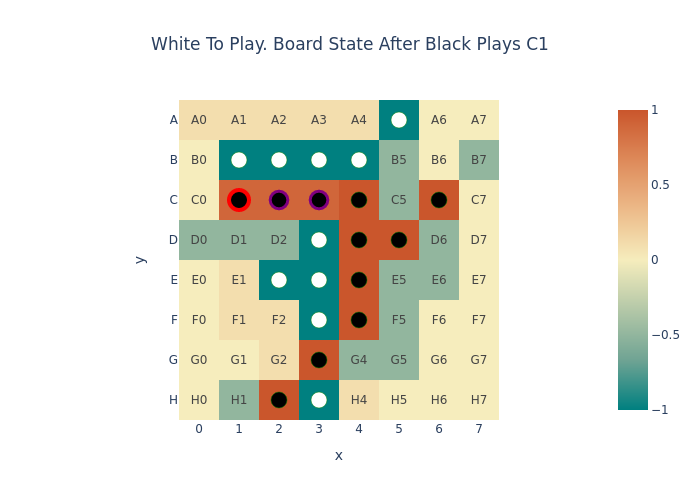 White To Play. Board State After Black Plays C1
A A0 A1 A2 A3 A4 A6 A7
B B0 B5 B6 B7
C C0 C5 C7
D D0 D1 D2 D6 D7
E E0 E1 E5 E6 E7
F F0 F1 F2 F5 F6 F7
G G0 G1 G2 G4 G5 G6 G7
H H0 H1 H4 H5 H6 H7
0 1 2 3 4 5 6 7
x
y
1
0.5
0
−0.5
−1